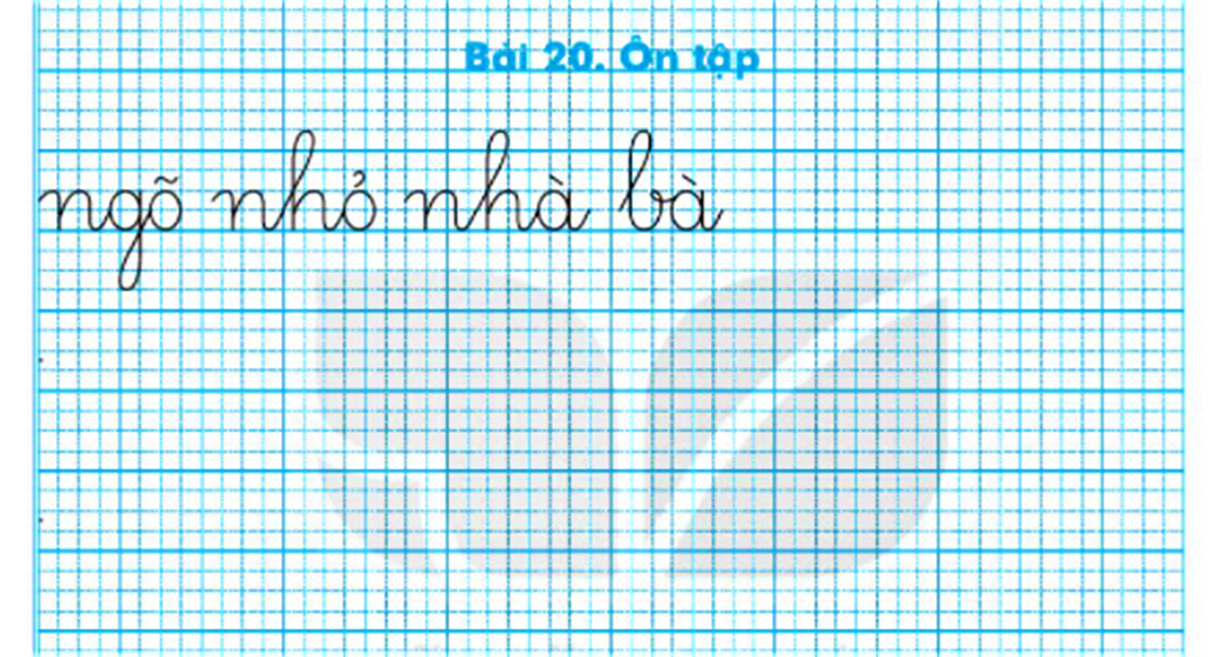 Bài 20. Ôn tập
ngõ nhỏ nhà bà